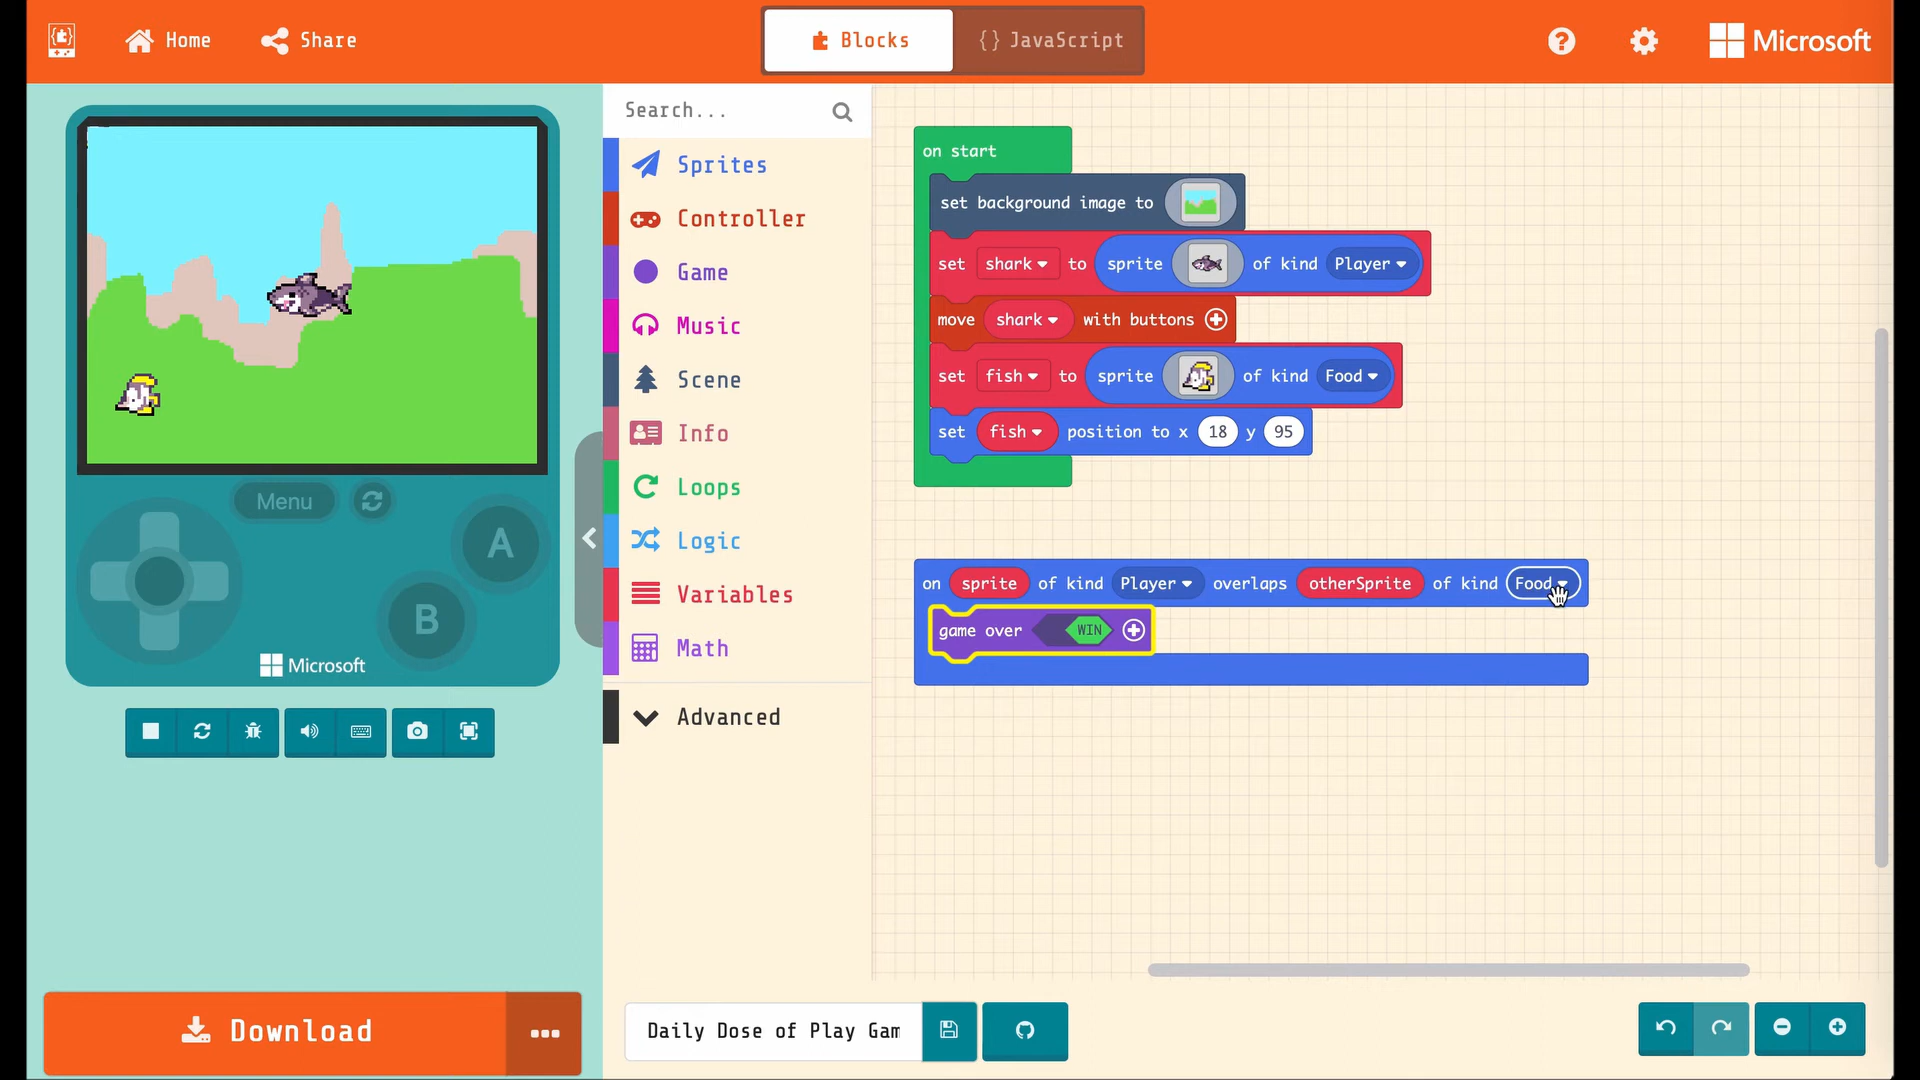 Home
Share
Blocks
{} JavaScript
Microsoft
Search...
Sprites
Controller
Game
Music
Scene
Info
Loops
Logic
Variables
Math
Advanced
Menu
A
B
Microsoft
on start
set background image to
set shark to sprite of kind Player
move shark with buttons
set fish to sprite of kind Food
set fish position to x 18 y 95
on sprite of kind Player overlaps otherSprite of kind Food
game over WIN
Download
Daily Dose of Play Gam